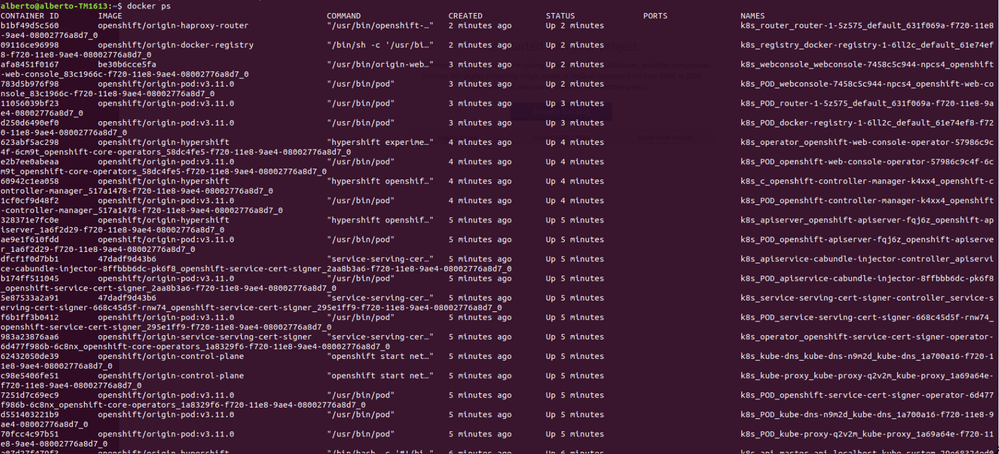 alberto@alberto-TM1613:~$ docker ps
CONTAINER ID        IMAGE                                      COMMAND                  CREATED             STATUS              PORTS               NAMES
b1bf49d5c560        openshift/origin-haproxy-router            "/usr/bin/openshift-…"   2 minutes ago       Up 2 minutes                            k8s_router_router-1-5z575_default_631f069a-f720-11e8
-9ae4-08002776a8d7_0
09116ce96998        openshift/origin-docker-registry           "/bin/sh -c '/usr/bi…"   2 minutes ago       Up 2 minutes                            k8s_registry_docker-registry-1-6ll2c_default_61e74ef
8-f720-11e8-9ae4-08002776a8d7_0
afa8451f0167        be30b6cce5fa                               "/usr/bin/origin-web…"   3 minutes ago       Up 2 minutes                            k8s_webconsole_webconsole-7458c5c944-npcs4_openshift
-web-console_83c1966c-f720-11e8-9ae4-08002776a8d7_0
783d5b976f98        openshift/origin-pod:v3.11.0               "/usr/bin/pod"           3 minutes ago       Up 2 minutes                            k8s_POD_webconsole-7458c5c944-npcs4_openshift-web-co
nsole_83c1966c-f720-11e8-9ae4-08002776a8d7_0
11056039bf23        openshift/origin-pod:v3.11.0               "/usr/bin/pod"           3 minutes ago       Up 3 minutes                            k8s_POD_router-1-5z575_default_631f069a-f720-11e8-9a
e4-08002776a8d7_0
d250d6490ef0        openshift/origin-pod:v3.11.0               "/usr/bin/pod"           3 minutes ago       Up 3 minutes                            k8s_POD_docker-registry-1-6ll2c_default_61e74ef8-f72
0-11e8-9ae4-08002776a8d7_0
623abf5ac298        openshift/origin-hypershift                "hypershift experime…"   4 minutes ago       Up 4 minutes                            k8s_operator_openshift-web-console-operator-57986c9c
4f-6cm9t_openshift-core-operators_58dc4fe5-f720-11e8-9ae4-08002776a8d7_0
e2b7ee0abeaa        openshift/origin-pod:v3.11.0               "/usr/bin/pod"           4 minutes ago       Up 4 minutes                            k8s_POD_openshift-web-console-operator-57986c9c4f-6c
m9t_openshift-core-operators_58dc4fe5-f720-11e8-9ae4-08002776a8d7_0
60942c1ea058        openshift/origin-hypershift                "hypershift openshif…"   4 minutes ago       Up 4 minutes                            k8s_c_openshift-controller-manager-k4xx4_openshift-c
ontroller-manager_517a1478-f720-11e8-9ae4-08002776a8d7_0
1cf0cf9d48f2        openshift/origin-pod:v3.11.0               "/usr/bin/pod"           4 minutes ago       Up 4 minutes                            k8s_POD_openshift-controller-manager-k4xx4_openshift
-controller-manager_517a1478-f720-11e8-9ae4-08002776a8d7_0
328371e7fc0e        openshift/origin-hypershift                "hypershift openshif…"   5 minutes ago       Up 5 minutes                            k8s_apiserver_openshift-apiserver-fqj6z_openshift-ap
iserver_1a6f2d29-f720-11e8-9ae4-08002776a8d7_0
ae9e1f610fdd        openshift/origin-pod:v3.11.0               "/usr/bin/pod"           5 minutes ago       Up 5 minutes                            k8s_POD_openshift-apiserver-fqj6z_openshift-apiserve
r_1a6f2d29-f720-11e8-9ae4-08002776a8d7_0
dfcf1f0d7bb1        47dadf9d43b6                               "service-serving-cer…"   5 minutes ago       Up 5 minutes                            k8s_apiservice-cabundle-injector-controller_apiservi
ce-cabundle-injector-8ffbbb6dc-pk6f8_openshift-service-cert-signer_2aa8b3a6-f720-11e8-9ae4-08002776a8d7_0
b174ff511045        openshift/origin-pod:v3.11.0               "/usr/bin/pod"           5 minutes ago       Up 5 minutes                            k8s_POD_apiservice-cabundle-injector-8ffbbb6dc-pk6f8
_openshift-service-cert-signer_2aa8b3a6-f720-11e8-9ae4-08002776a8d7_0
5e87533a2a91        47dadf9d43b6                               "service-serving-cer…"   5 minutes ago       Up 5 minutes                            k8s_service-serving-cert-signer-controller_service-s
erving-cert-signer-668c45d5f-rnw74_openshift-service-cert-signer_295e1ff9-f720-11e8-9ae4-08002776a8d7_0
f6b1ff3b0412        openshift/origin-pod:v3.11.0               "/usr/bin/pod"           5 minutes ago       Up 5 minutes                            k8s_POD_service-serving-cert-signer-668c45d5f-rnw74_
openshift-service-cert-signer_295e1ff9-f720-11e8-9ae4-08002776a8d7_0
983a23876aa6        openshift/origin-service-serving-cert-signer   "service-serving-cer…"   5 minutes ago       Up 5 minutes                            k8s_operator_openshift-service-cert-signer-operator-
6d477f986b-6c8nx_openshift-core-operators_1a8329f6-f720-11e8-9ae4-08002776a8d7_0
62432050de39        openshift/origin-control-plane             "openshift start net…"   5 minutes ago       Up 5 minutes                            k8s_kube-dns_kube-dns-n9m2d_kube-dns_1a700a16-f720-1
1e8-9ae4-08002776a8d7_0
c98e5406fe51        openshift/origin-control-plane             "openshift start net…"   5 minutes ago       Up 5 minutes                            k8s_kube-proxy_kube-proxy-q2v2m_kube-proxy_1a69a64e-
f720-11e8-9ae4-08002776a8d7_0
7251d7c69ec9        openshift/origin-pod:v3.11.0               "/usr/bin/pod"           5 minutes ago       Up 5 minutes                            k8s_POD_openshift-service-cert-signer-operator-6d477
f986b-6c8nx_openshift-core-operators_1a8329f6-f720-11e8-9ae4-08002776a8d7_0
d551403221b9        openshift/origin-pod:v3.11.0               "/usr/bin/pod"           5 minutes ago       Up 5 minutes                            k8s_POD_kube-dns-n9m2d_kube-dns_1a700a16-f720-11e8-9
ae4-08002776a8d7_0
70fcc4c97b51        openshift/origin-pod:v3.11.0               "/usr/bin/pod"           5 minutes ago       Up 5 minutes                            k8s_POD_kube-proxy-q2v2m_kube-proxy_1a69a64e-f720-11
e8-9ae4-08002776a8d7_0